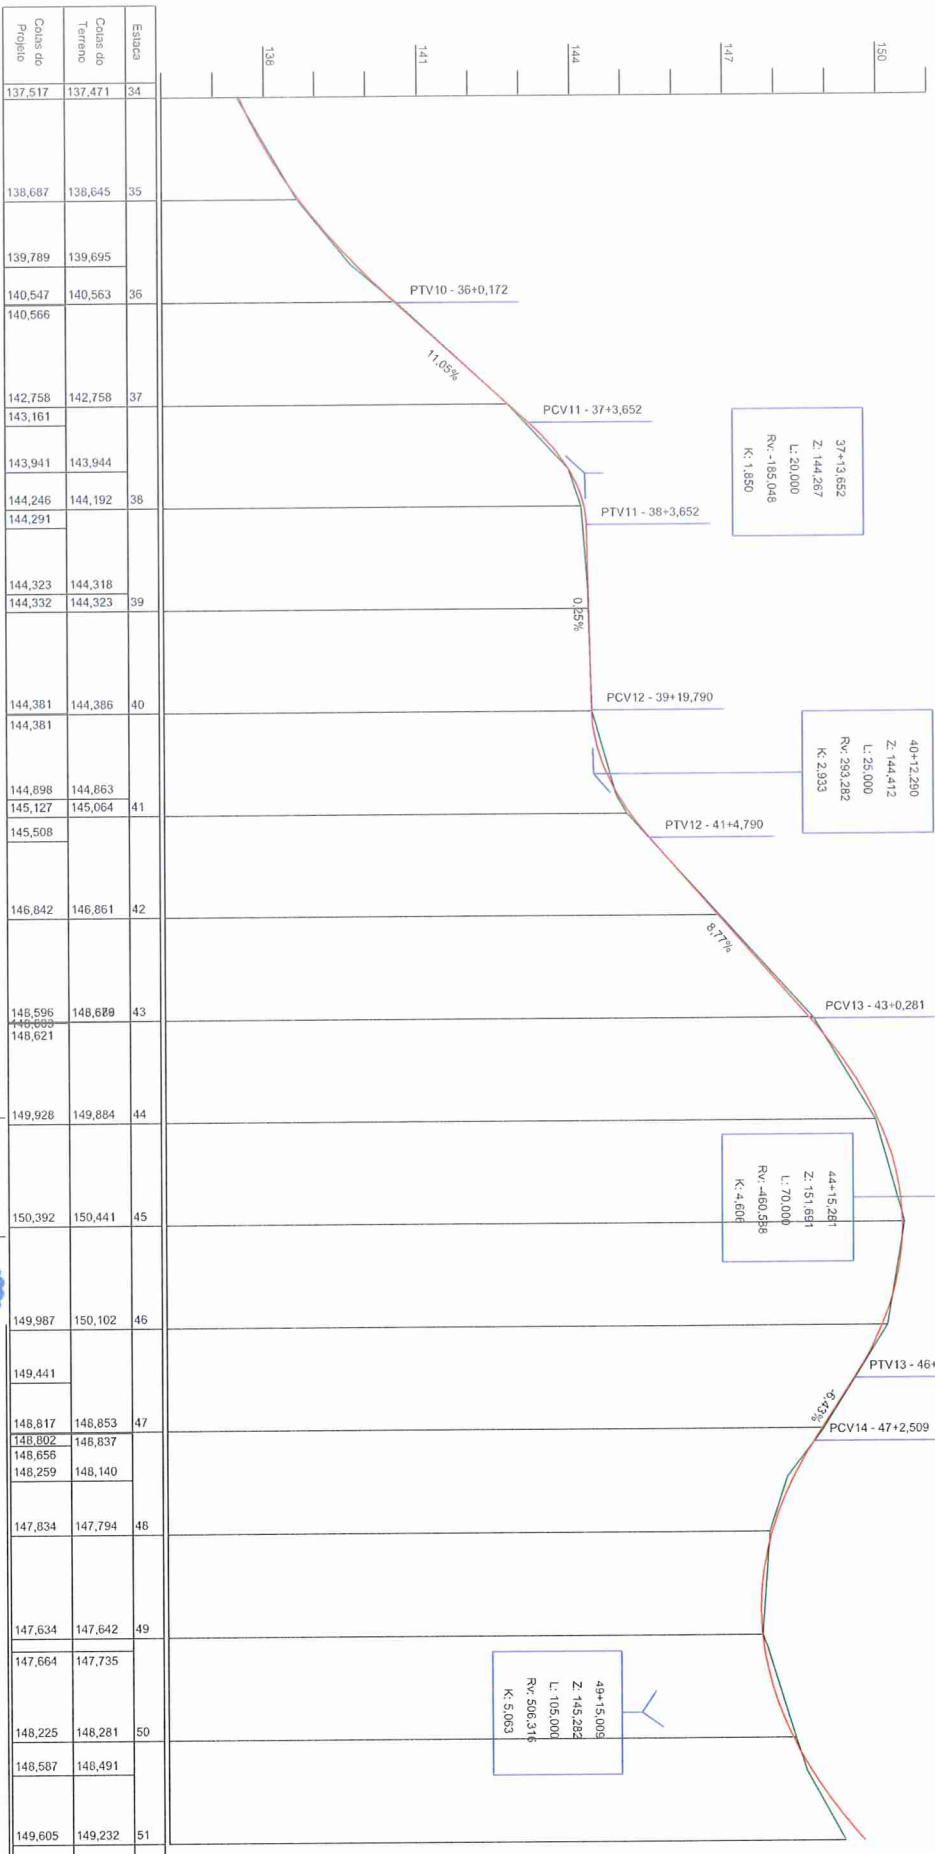 Cotas do
Projeto
Cotas do
Terreno
Estaca
138
141
144
147
150
137,517 137,471 34
138,687 138,645 35
139,789 139,695
140,547 140,563 36
140,566
142,758 142,758 37
143,161
143,941 143,944
144,246 144,192 38
144,291
144,323 144,318
144,332 144,323 39
144,381 144,386 40
144,381
144,898 144,863
145,127 145,064 41
145,508
146,842 146,861 42
148,596 43
148,621
149,928 149,884 44
150,392 150,441 45
149,987 150,102 46
149,441
148,817 148,853 47
148,802 148,837
148,656
148,259 148,140
147,834 147,794 48
147,634 147,642 49
147,664 147,735
148,225 148,281 50
148,587 148,491
149,605 149,232 51
PTV10 - 36+0,172
11,05%
PCV11 - 37+3,652
37+13,652
Z: 144,267
L: 20,000
Rv: -185,048
K: 1,850
PTV11 - 38+3,652
0,25%
PCV12 - 39+19,790
40+12,290
Z: 144,412
L: 25,000
Rv: 293,282
K: 2,933
PTV12 - 41+4,790
8,77%
PCV13 - 43+0,281
44+15,281
Z: 151,691
L: 70,000
Rv: -460,588
K: 4,606
PTV13 - 46+
-6,43%
PCV14 - 47+2,509
49+15,009
Z: 145,282
L: 105,000
Rv: 506,316
K: 5,063